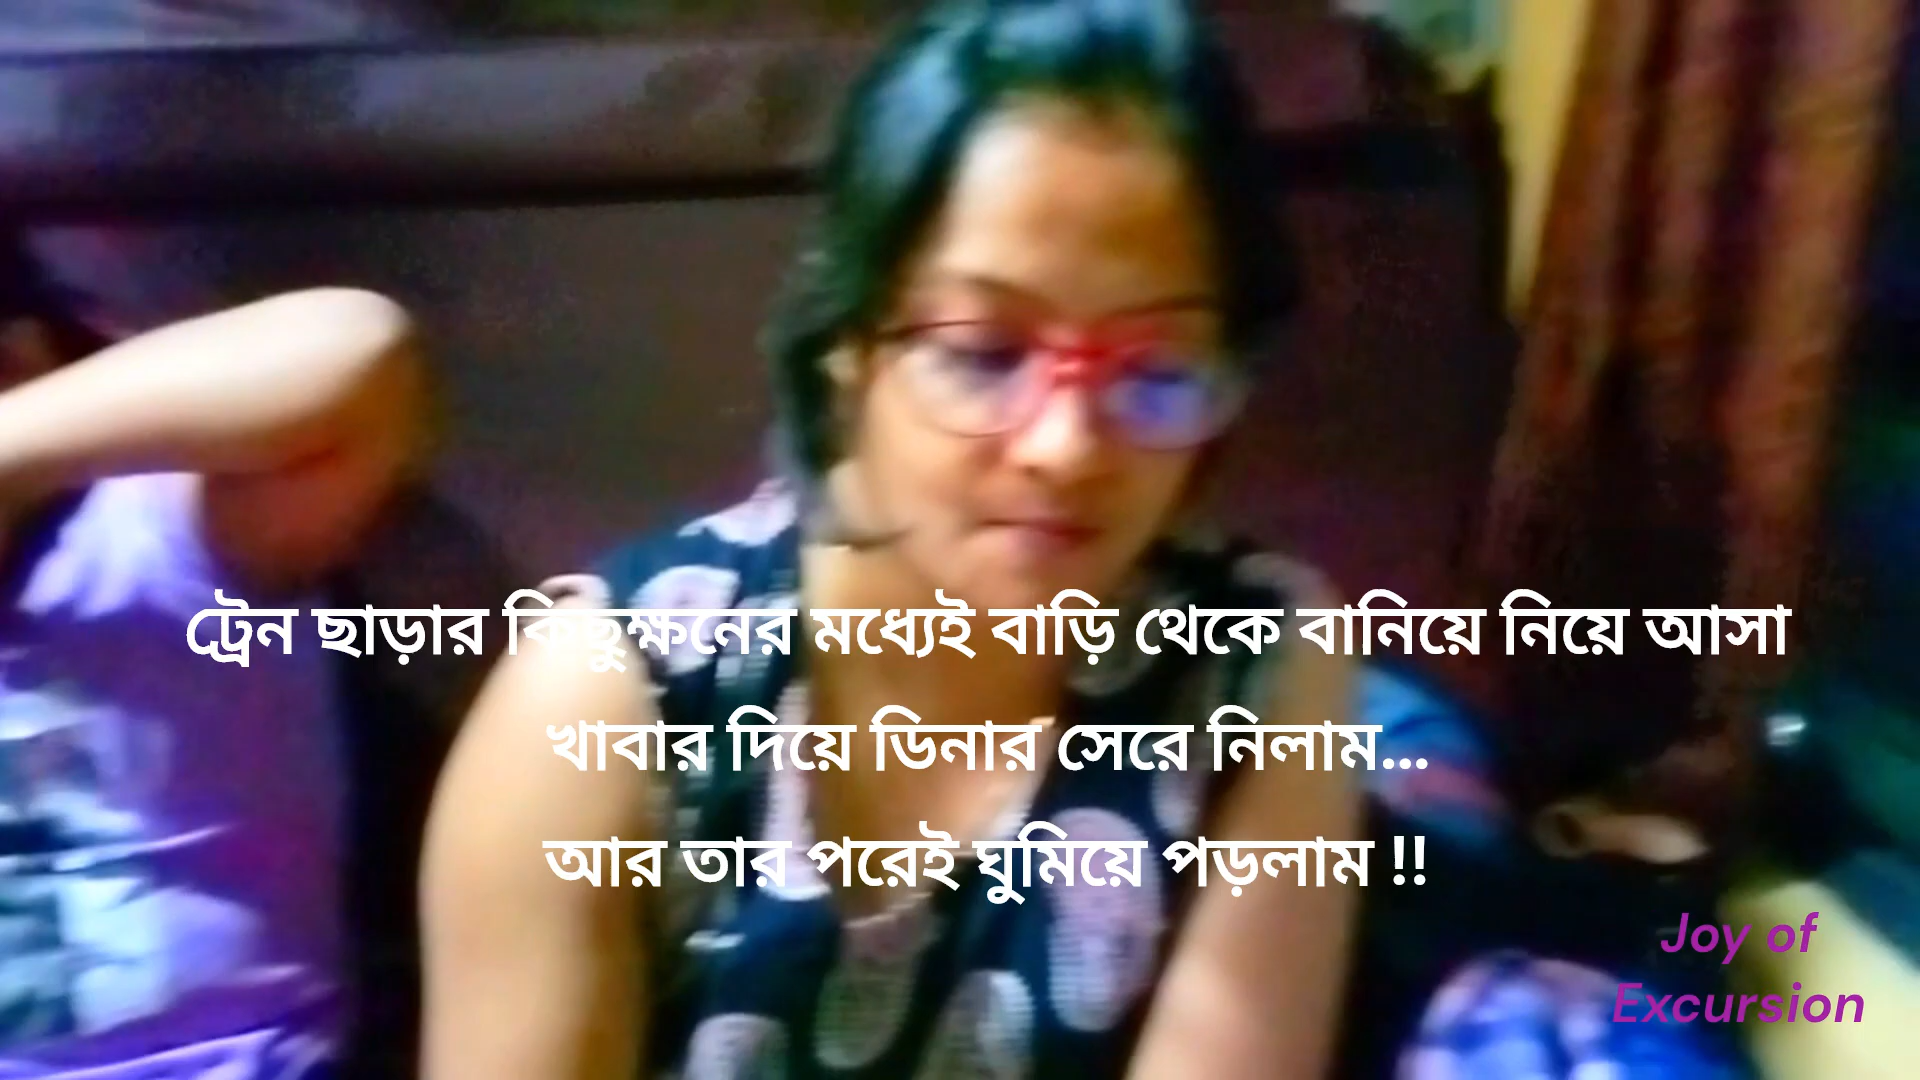 ট্রেন ছাড়ার কিছুক্ষনের মধ্যেই বাড়ি থেকে বানিয়ে নিয়ে আসা
খাবার দিয়ে ডিনার সেরে নিলাম...
আর তার পরেই ঘুমিয়ে পড়লাম !!
Joy of
Excursion